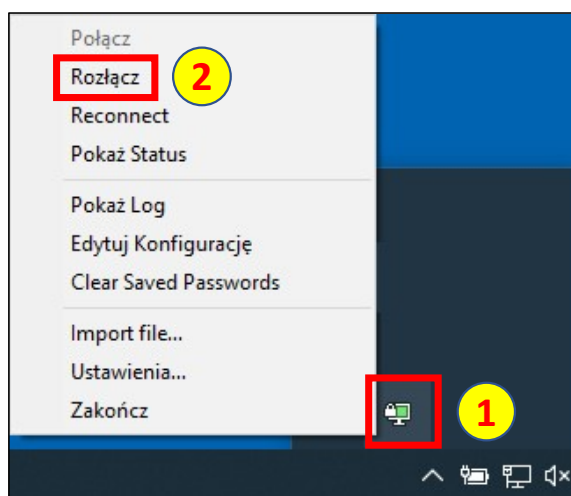 Połącz
Rozłącz
2
Reconnect
Pokaż Status
Pokaż Log
Edytuj Konfigurację
Clear Saved Passwords
Import file...
Ustawienia...
Zakończ
1